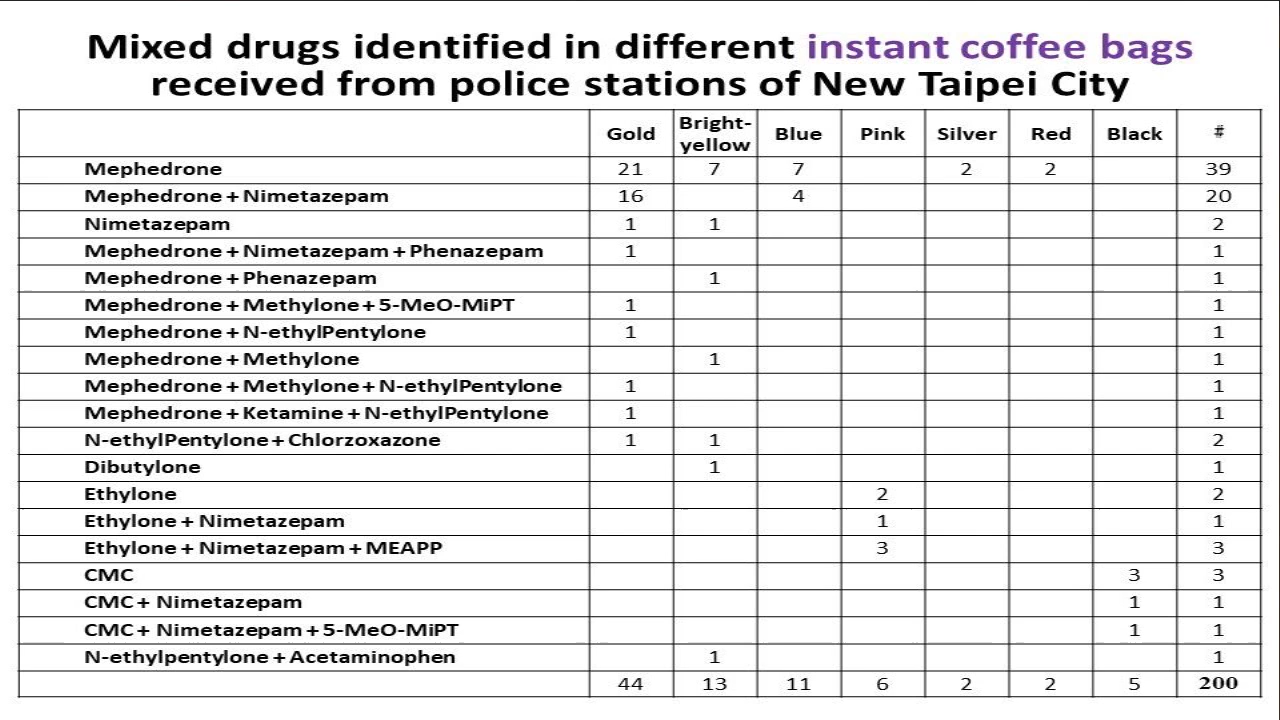 Mixed drugs identified in different instant coffee bags
received from police stations of New Taipei City
Gold Bright-yellow Blue Pink Silver Red Black #
Mephedrone 21 7 7 2 2 39
Mephedrone + Nimetazepam 16 4 20
Nimetazepam 1 1 2
Mephedrone + Nimetazepam + Phenazepam 1 1
Mephedrone + Phenazepam 1 1
Mephedrone + Methylone + 5-MeO-MiPT 1 1
Mephedrone + N-ethylPentylone 1 1
Mephedrone + Methylone 1 1
Mephedrone + Methylone + N-ethylPentylone 1 1
Mephedrone + Ketamine + N-ethylPentylone 1 1
N-ethylPentylone + Chlorzoxazone 1 1 2
Dibutylone 1 1
Ethylone 2 2
Ethylone + Nimetazepam 1 1
Ethylone + Nimetazepam + MEAPP 3 3
CMC 3 3
CMC + Nimetazepam 1 1
CMC + Nimetazepam + 5-MeO-MiPT 1 1
N-ethylpentylone + Acetaminophen 1 1
44 13 11 6 2 2 5 200